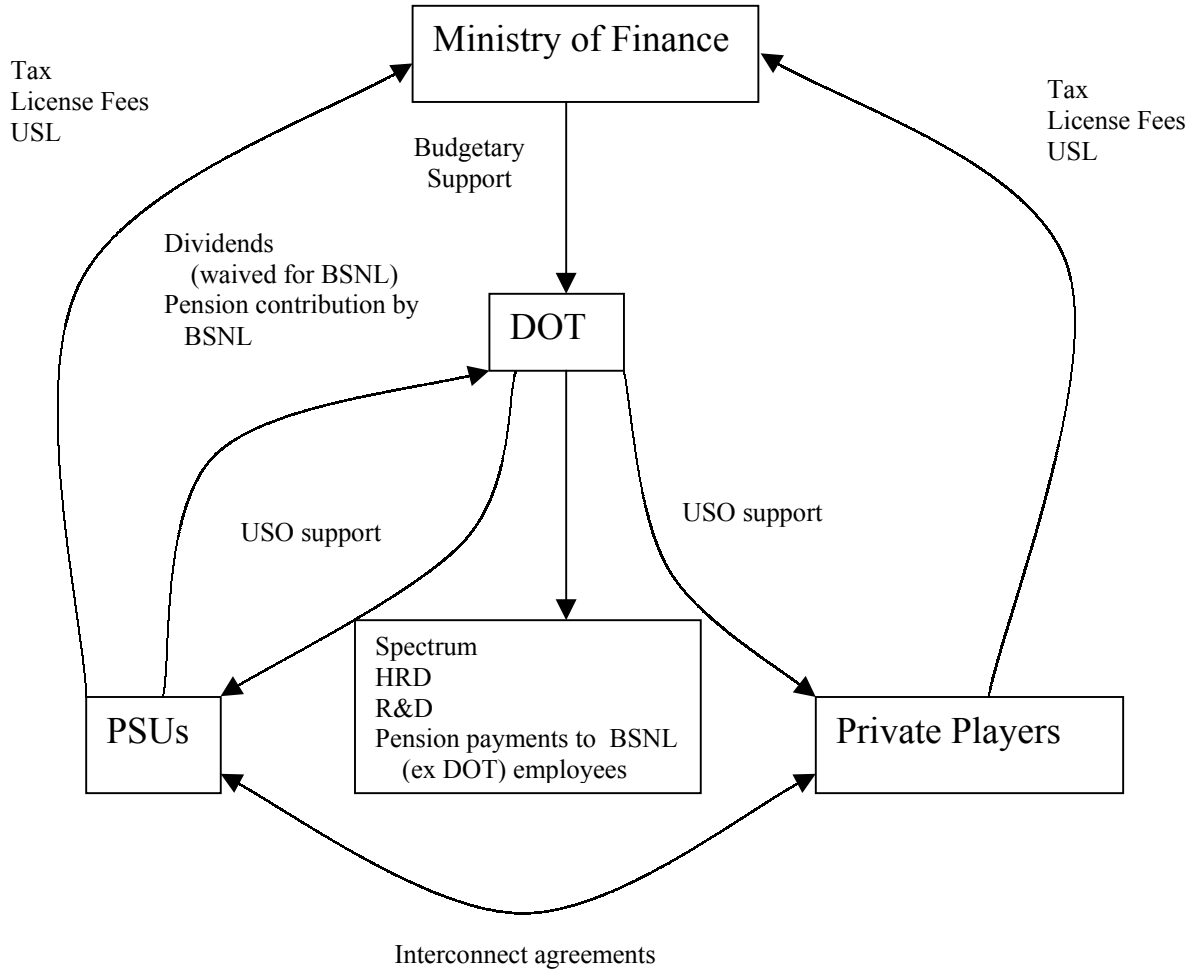 Ministry of Finance
Tax
License Fees
USL
Tax
License Fees
USL
Budgetary
Support
Dividends
(waived for BSNL)
Pension contribution by
BSNL
DOT
USO support
USO support
Spectrum
HRD
R&D
Pension payments to BSNL
(ex DOT) employees
PSUs
Private Players
Interconnect agreements